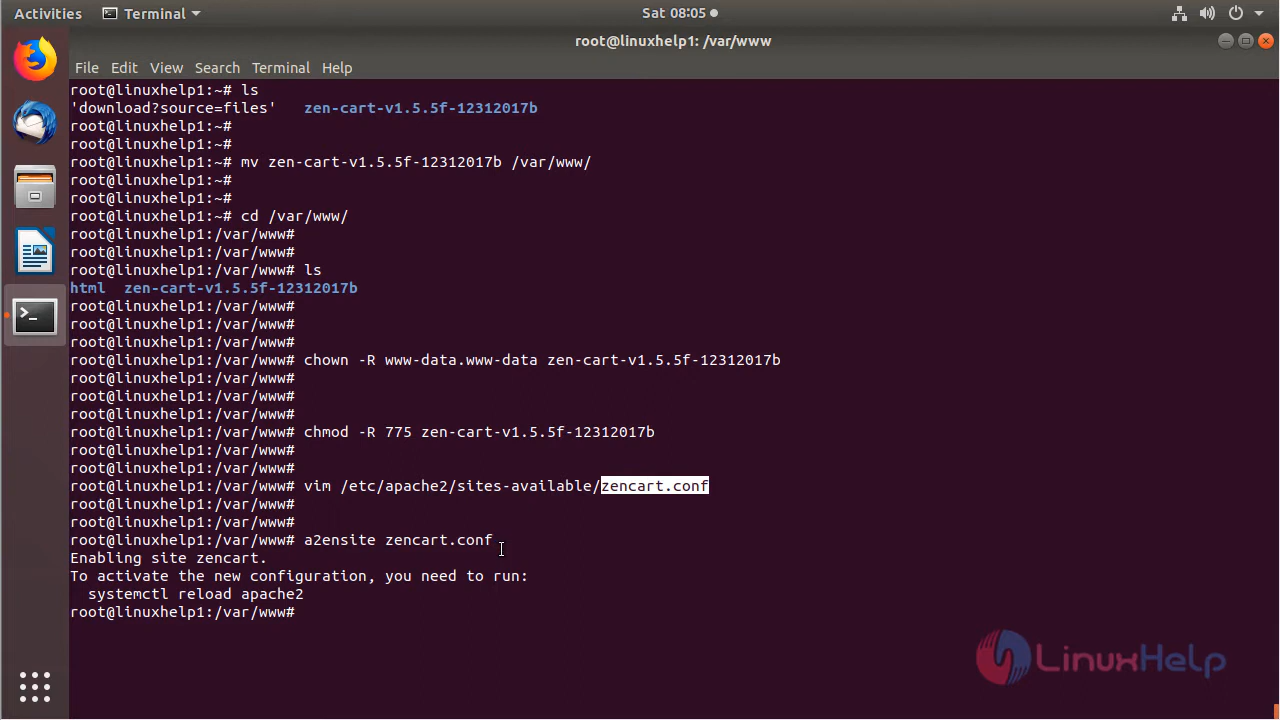 Activities Terminal Sat 08:05
root@linuxhelp1: /var/www
File Edit View Search Terminal Help
root@linuxhelp1:~# ls
'download?source=files' zen-cart-v1.5.5f-12312017b
root@linuxhelp1:~#
root@linuxhelp1:~#
root@linuxhelp1:~# mv zen-cart-v1.5.5f-12312017b /var/www/
root@linuxhelp1:~#
root@linuxhelp1:~#
root@linuxhelp1:~# cd /var/www/
root@linuxhelp1:/var/www#
root@linuxhelp1:/var/www#
root@linuxhelp1:/var/www# ls
html zen-cart-v1.5.5f-12312017b
root@linuxhelp1:/var/www#
root@linuxhelp1:/var/www#
root@linuxhelp1:/var/www#
root@linuxhelp1:/var/www# chown -R www-data.www-data zen-cart-v1.5.5f-12312017b
root@linuxhelp1:/var/www#
root@linuxhelp1:/var/www#
root@linuxhelp1:/var/www#
root@linuxhelp1:/var/www# chmod -R 775 zen-cart-v1.5.5f-12312017b
root@linuxhelp1:/var/www#
root@linuxhelp1:/var/www#
root@linuxhelp1:/var/www# vim /etc/apache2/sites-available/zencart.conf
root@linuxhelp1:/var/www#
root@linuxhelp1:/var/www#
root@linuxhelp1:/var/www# a2ensite zencart.conf
Enabling site zencart.
To activate the new configuration, you need to run:
systemctl reload apache2
root@linuxhelp1:/var/www#
LinuxHelp